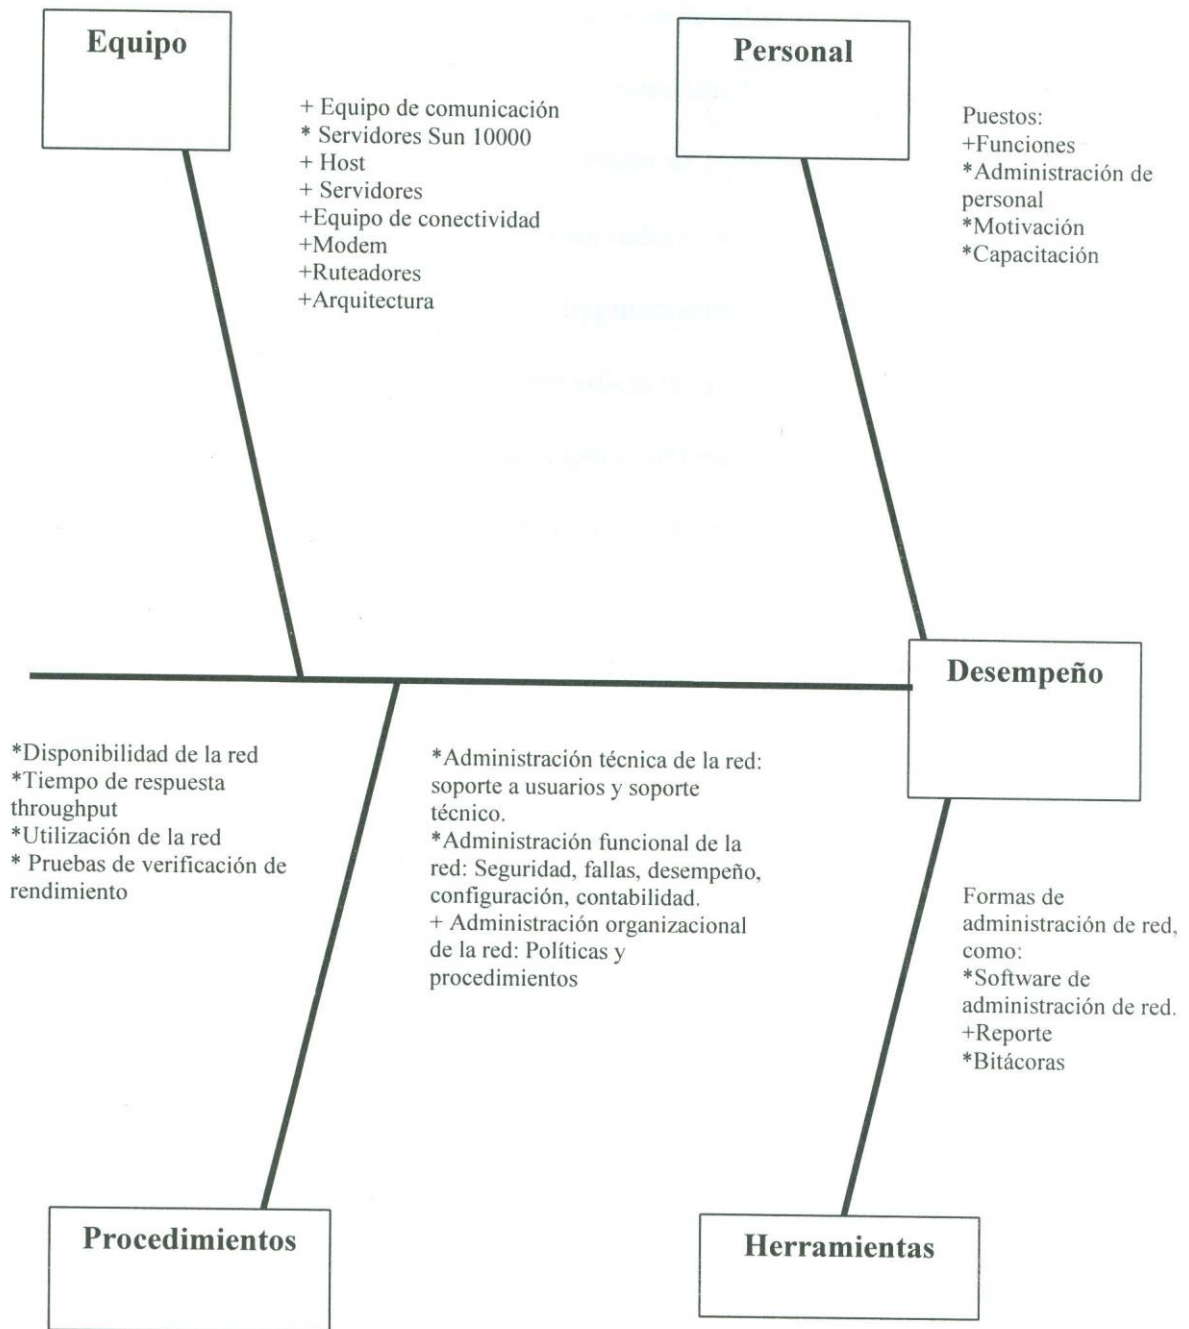 Equipo
Personal
+ Equipo de comunicación
* Servidores Sun 10000
+ Host
+ Servidores
+Equipo de conectividad
+Modem
+Ruteadores
+Arquitectura
Puestos:
+Funciones
*Administración de
personal
*Motivación
*Capacitación
Desempeño
*Disponibilidad de la red
*Tiempo de respuesta
throughput
*Utilización de la red
* Pruebas de verificación de
rendimiento
*Administración técnica de la red:
soporte a usuarios y soporte
técnico.
*Administración funcional de la
red: Seguridad, fallas, desempeño,
configuración, contabilidad.
+ Administración organizacional
de la red: Políticas y
procedimientos
Formas de
administración de red,
como:
*Software de
administración de red.
+Reporte
*Bitácoras
Procedimientos
Herramientas